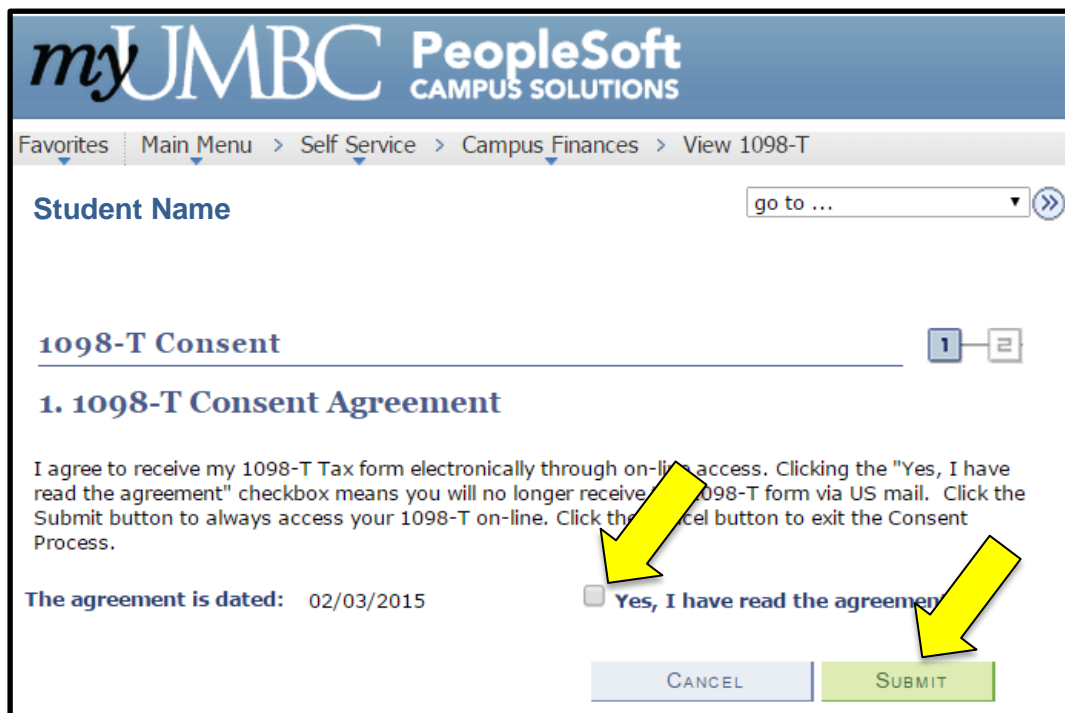 myUMBC PeopleSoft
CAMPUS SOLUTIONS
Favorites Main Menu > Self Service > Campus Finances > View 1098-T
Student Name go to ...
1098-T Consent 1 2
1. 1098-T Consent Agreement
I agree to receive my 1098-T Tax form electronically through on-line access. Clicking the "Yes, I have
read the agreement" checkbox means you will no longer receive 1098-T form via US mail. Click the
Submit button to always access your 1098-T on-line. Click the Cancel button to exit the Consent
Process.
The agreement is dated: 02/03/2015 Yes, I have read the agreement
CANCEL SUBMIT